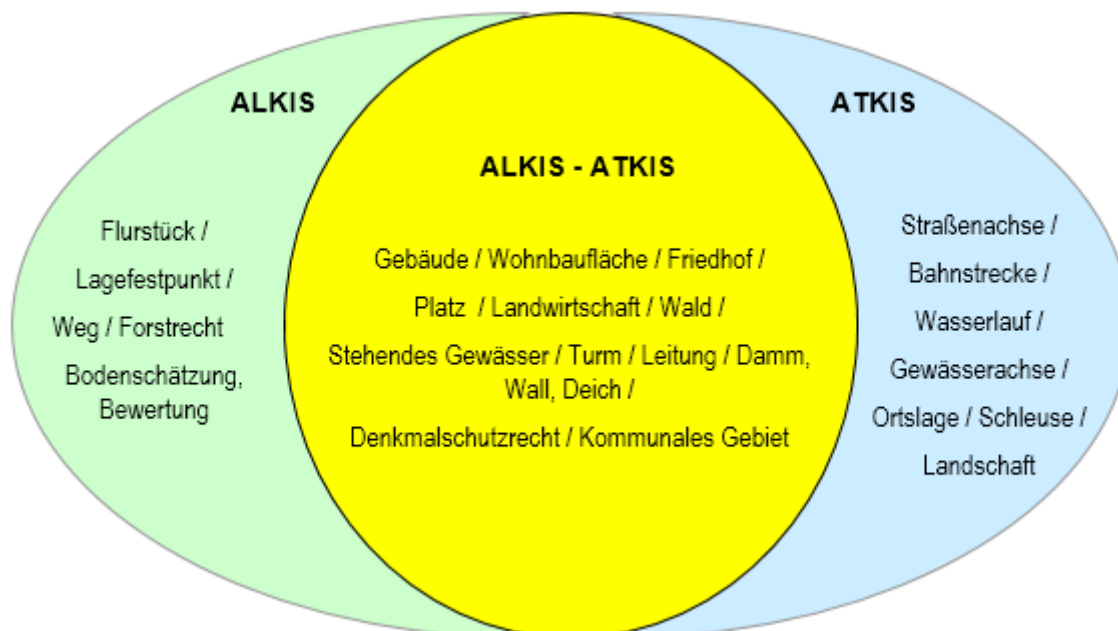 ALKIS
Flurstück /
Lagefestpunkt /
Weg / Forstrecht
Bodenschätzung,
Bewertung
ALKIS - ATKIS
Gebäude / Wohnbaufläche / Friedhof /
Platz / Landwirtschaft / Wald /
Stehendes Gewässer / Turm / Leitung / Damm,
Wall, Deich /
Denkmalschutzrecht / Kommunales Gebiet
ATKIS
Straßenachse /
Bahnstrecke /
Wasserlauf /
Gewässerachse /
Ortslage / Schleuse /
Landschaft